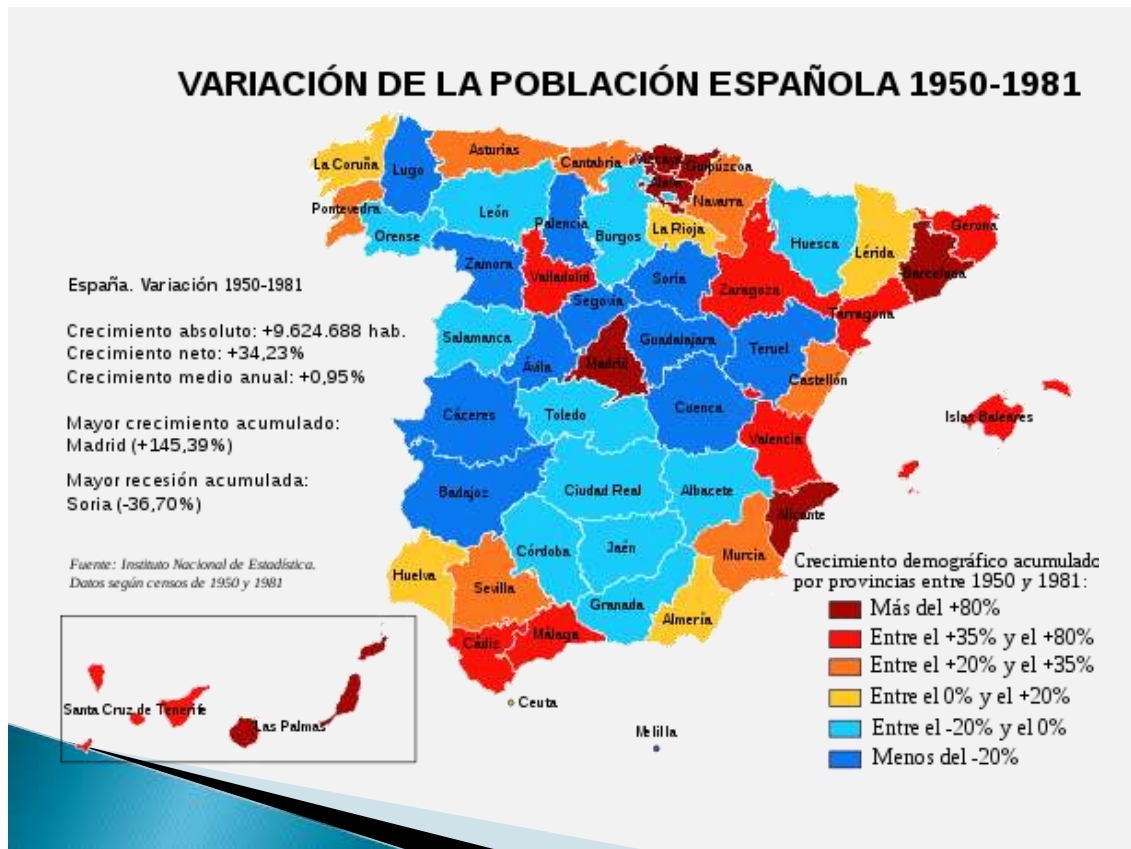 VARIACIÓN DE LA POBLACIÓN ESPAÑOLA 1950-1981
La Coruña
Lugo
Asturias
Cantabria
Vizcaya
Guipúzcoa
Álava
Navarra
Pontevedra
Orense
León
Palencia
Burgos
La Rioja
Huesca
Lérida
Gerona
Barcelona
Zamora
Valladolid
Soria
Zaragoza
Tarragona
Segovia
Salamanca
Ávila
Madrid
Guadalajara
Teruel
Castellón
Cáceres
Toledo
Cuenca
Valencia
Islas Baleares
Badajoz
Ciudad Real
Albacete
Alicante
Huelva
Sevilla
Córdoba
Jaén
Murcia
Granada
Almería
Cádiz
Málaga
Ceuta
Melilla
España. Variación 1950-1981
Crecimiento absoluto: +9.624.688 hab.
Crecimiento neto: +34,23%
Crecimiento medio anual: +0,95%
Mayor crecimiento acumulado:
Madrid (+145,39%)
Mayor recesión acumulada:
Soria (-36,70%)
Fuente: Instituto Nacional de Estadística.
Datos según censos de 1950 y 1981
Santa Cruz de Tenerife
Las Palmas
Crecimiento demográfico acumulado
por provincias entre 1950 y 1981:
Más del +80%
Entre el +35% y el +80%
Entre el +20% y el +35%
Entre el 0% y el +20%
Entre el -20% y el 0%
Menos del -20%